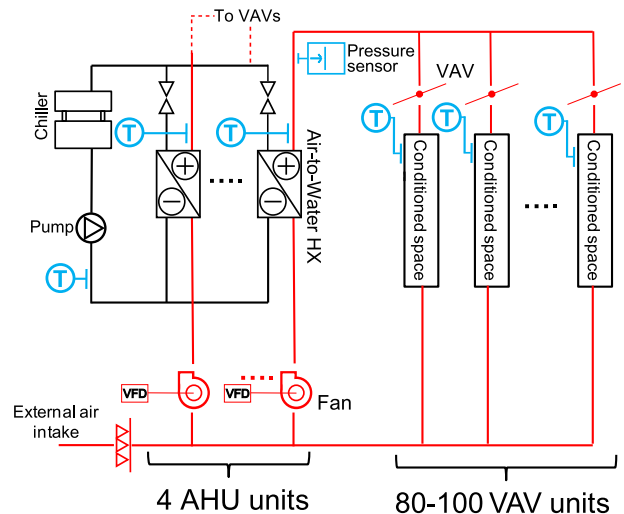 To VAVs
Pressure
sensor
VAV
Chiller
T
T
T
T
T
Air-to-Water HX
Conditioned space
Conditioned space
Conditioned space
Pump
T
VFD
VFD
Fan
External air
intake
4 AHU units
80-100 VAV units